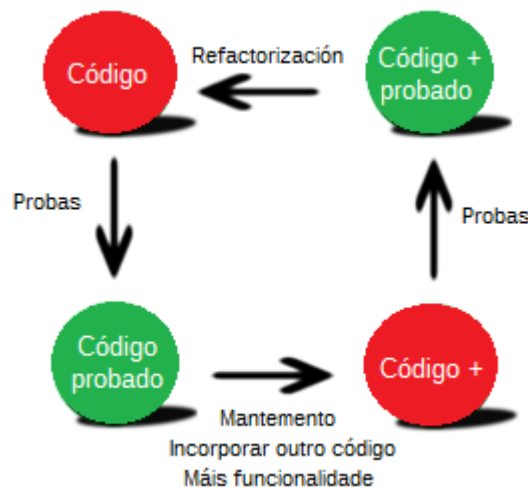 Código
Refactorización
Código +
probado
Probas
Probas
Código
probado
Código +
Mantemento
Incorporar outro código
Máis funcionalidade